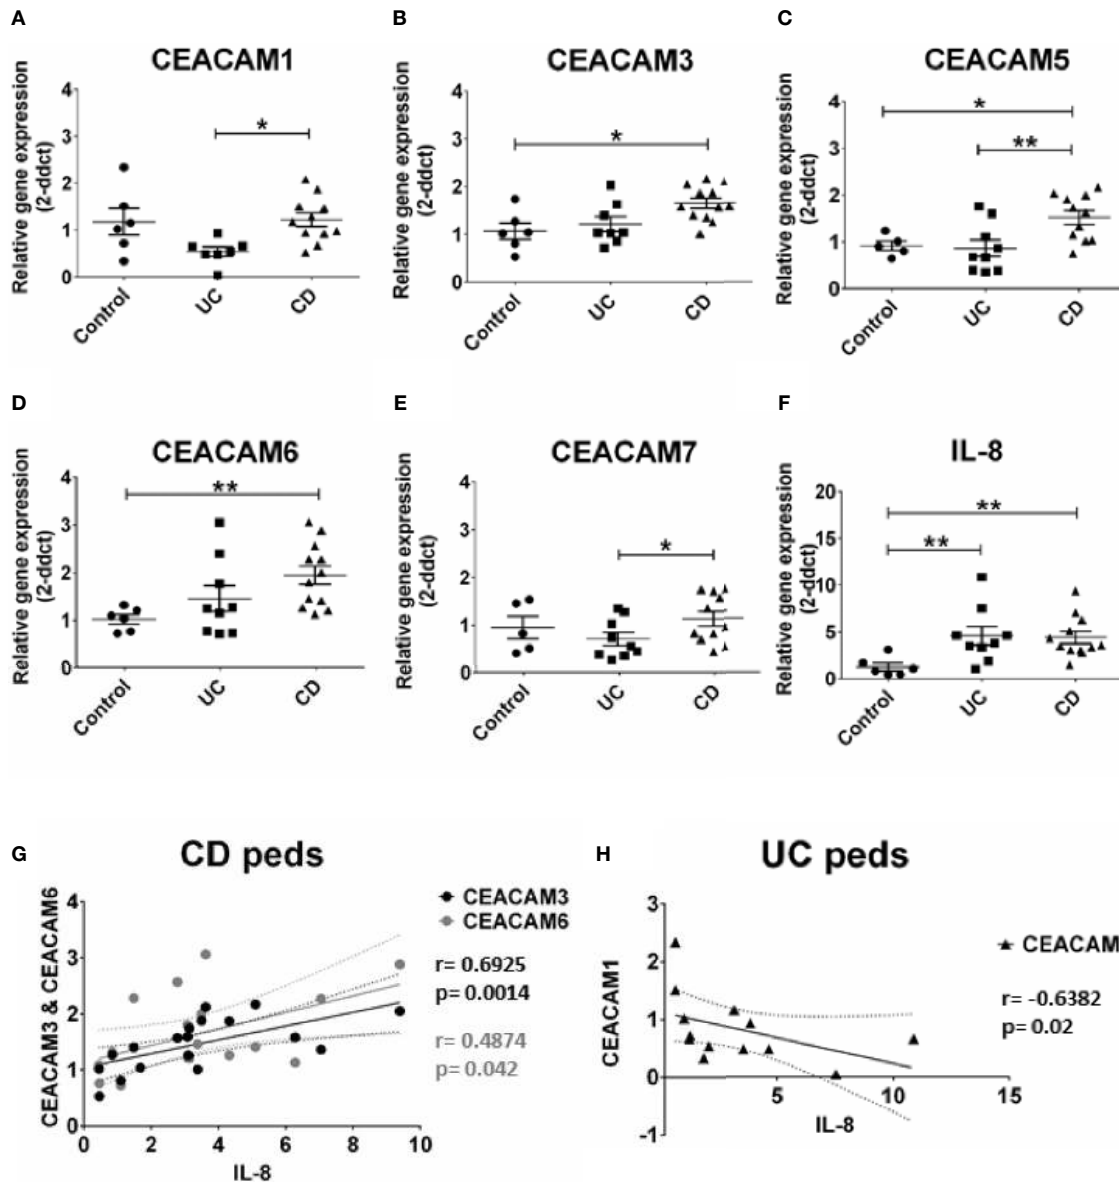 A
CEACAM1
Relative gene expression
(2-ddct)
4
3
2
1
0
*
Control
UC
CD
B
CEACAM3
Relative gene expression
(2-ddct)
4
3
2
1
0
*
Control
UC
CD
C
CEACAM5
Relative gene expression
(2-ddct)
4
3
2
1
0
*
**
Control
UC
CD
D
CEACAM6
Relative gene expression
(2-ddct)
4
3
2
1
0
**
Control
UC
CD
E
CEACAM7
Relative gene expression
(2-ddct)
4
3
2
1
0
*
Control
UC
CD
F
IL-8
Relative gene expression
(2-ddct)
20
15
10
5
0
**
**
Control
UC
CD
G
CD peds
CEACAM3 & CEACAM6
4
3
2
1
0
0
2
4
6
8
10
IL-8
CEACAM3
CEACAM6
r= 0.6925
p= 0.0014
r= 0.4874
p= 0.042
H
UC peds
CEACAM1
3
2
1
0
-1
5
10
15
IL-8
CEACAM
r= -0.6382
p= 0.02